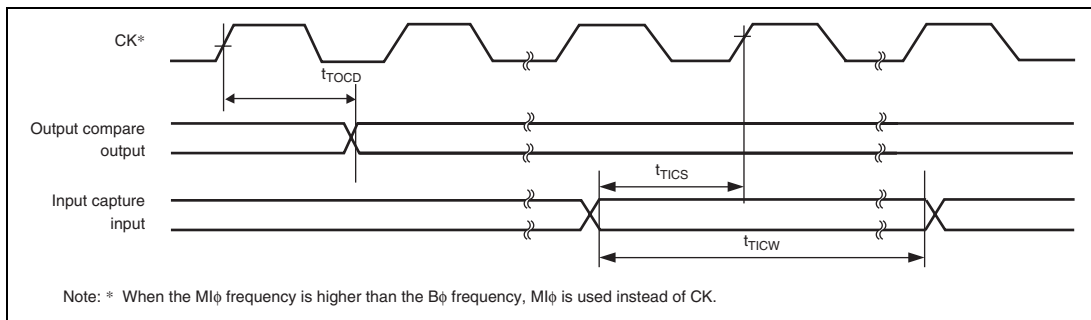 CK*
tTOCD
Output compare
output
tTICS
Input capture
input
tTICW
Note: * When the MIϕ frequency is higher than the Bϕ frequency, MIϕ is used instead of CK.